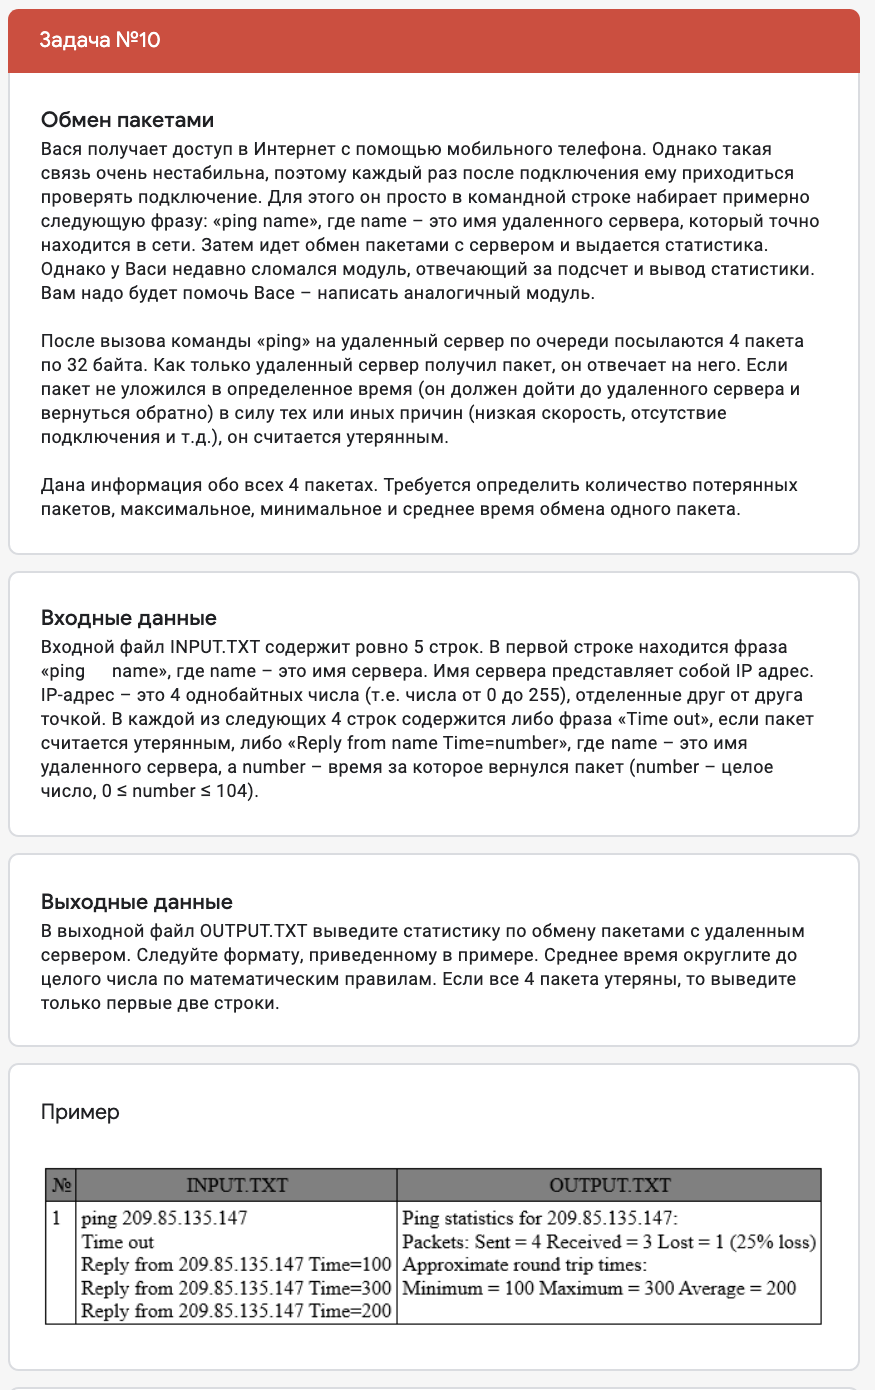 Задача №10
Обмен пакетами
Вася получает доступ в Интернет с помощью мобильного телефона. Однако такая
связь очень нестабильна, поэтому каждый раз после подключения ему приходиться
проверять подключение. Для этого он просто в командной строке набирает примерно
следующую фразу: «ping name», где name – это имя удаленного сервера, который точно
находится в сети. Затем идет обмен пакетами с сервером и выдается статистика.
Однако у Васи недавно сломался модуль, отвечающий за подсчет и вывод статистики.
Вам надо будет помочь Васе – написать аналогичный модуль.
После вызова команды «ping» на удаленный сервер по очереди посылаются 4 пакета
по 32 байта. Как только удаленный сервер получил пакет, он отвечает на него. Если
пакет не уложился в определенное время (он должен дойти до удаленного сервера и
вернуться обратно) в силу тех или иных причин (низкая скорость, отсутствие
подключения и т.д.), он считается утерянным.
Дана информация обо всех 4 пакетах. Требуется определить количество потерянных
пакетов, максимальное, минимальное и среднее время обмена одного пакета.
Входные данные
Входной файл INPUT.TXT содержит ровно 5 строк. В первой строке находится фраза
«ping name», где name – это имя сервера. Имя сервера представляет собой IP адрес.
IP-адрес – это 4 однобайтных числа (т.е. числа от 0 до 255), отделенные друг от друга
точкой. В каждой из следующих 4 строк содержится либо фраза «Time out», если пакет
считается утерянным, либо «Reply from name Time=number», где name – это имя
удаленного сервера, а number – время за которое вернулся пакет (number – целое
число, 0 ≤ number ≤ 104).
Выходные данные
В выходной файл OUTPUT.TXT выведите статистику по обмену пакетами с удаленным
сервером. Следуйте формату, приведенному в примере. Среднее время округлите до
целого числа по математическим правилам. Если все 4 пакета утеряны, то выведите
только первые две строки.
Пример
№ INPUT.TXT OUTPUT.TXT
1 ping 209.85.135.147 Ping statistics for 209.85.135.147:
Time out Packets: Sent = 4 Received = 3 Lost = 1 (25% loss)
Reply from 209.85.135.147 Time=100 Approximate round trip times:
Reply from 209.85.135.147 Time=300 Minimum = 100 Maximum = 300 Average = 200
Reply from 209.85.135.147 Time=200